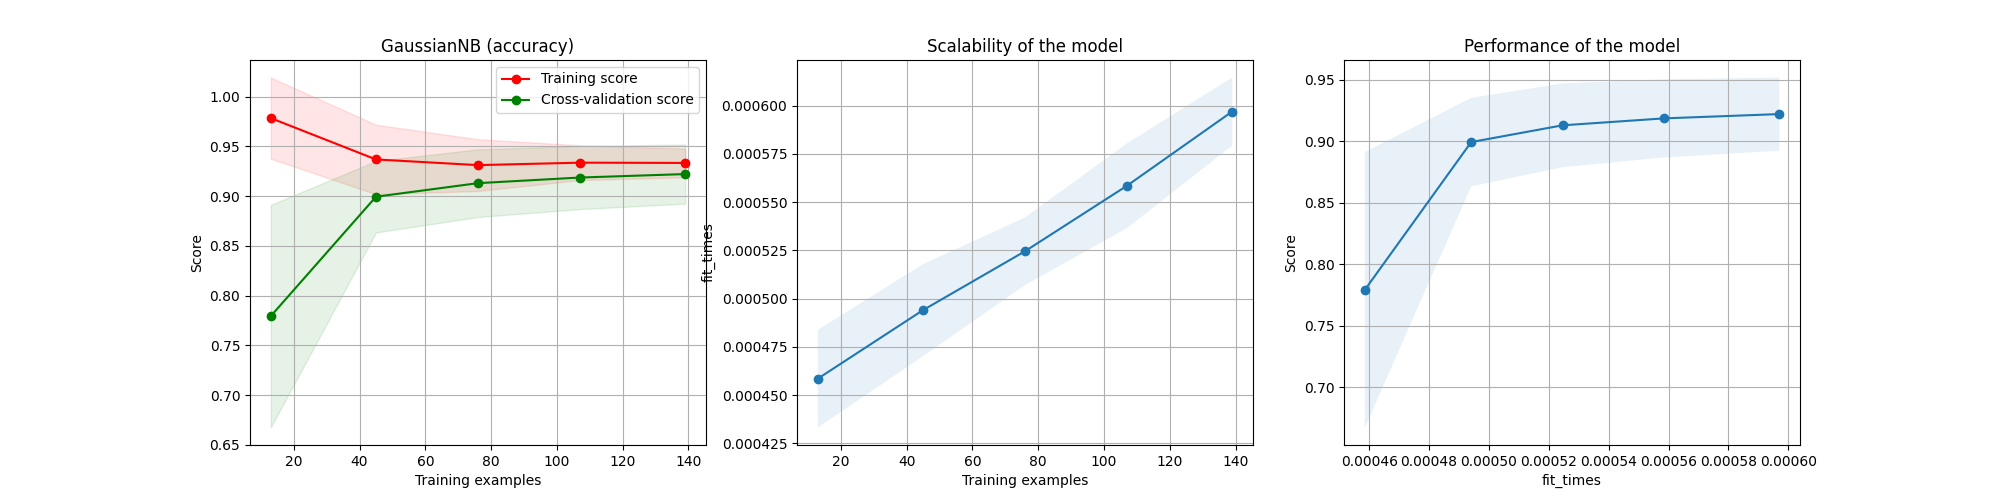 GaussianNB (accuracy)
Training score
Cross-validation score
1.00
0.95
0.90
0.85
0.80
0.75
0.70
0.65
Score
20 40 60 80 100 120 140
Training examples
Scalability of the model
0.000600
0.000575
0.000550
0.000525
0.000500
0.000475
0.000450
0.000425
fit_times
20 40 60 80 100 120 140
Training examples
Performance of the model
0.95
0.90
0.85
0.80
0.75
0.70
Score
0.00046 0.00048 0.00050 0.00052 0.00054 0.00056 0.00058 0.00060
fit_times